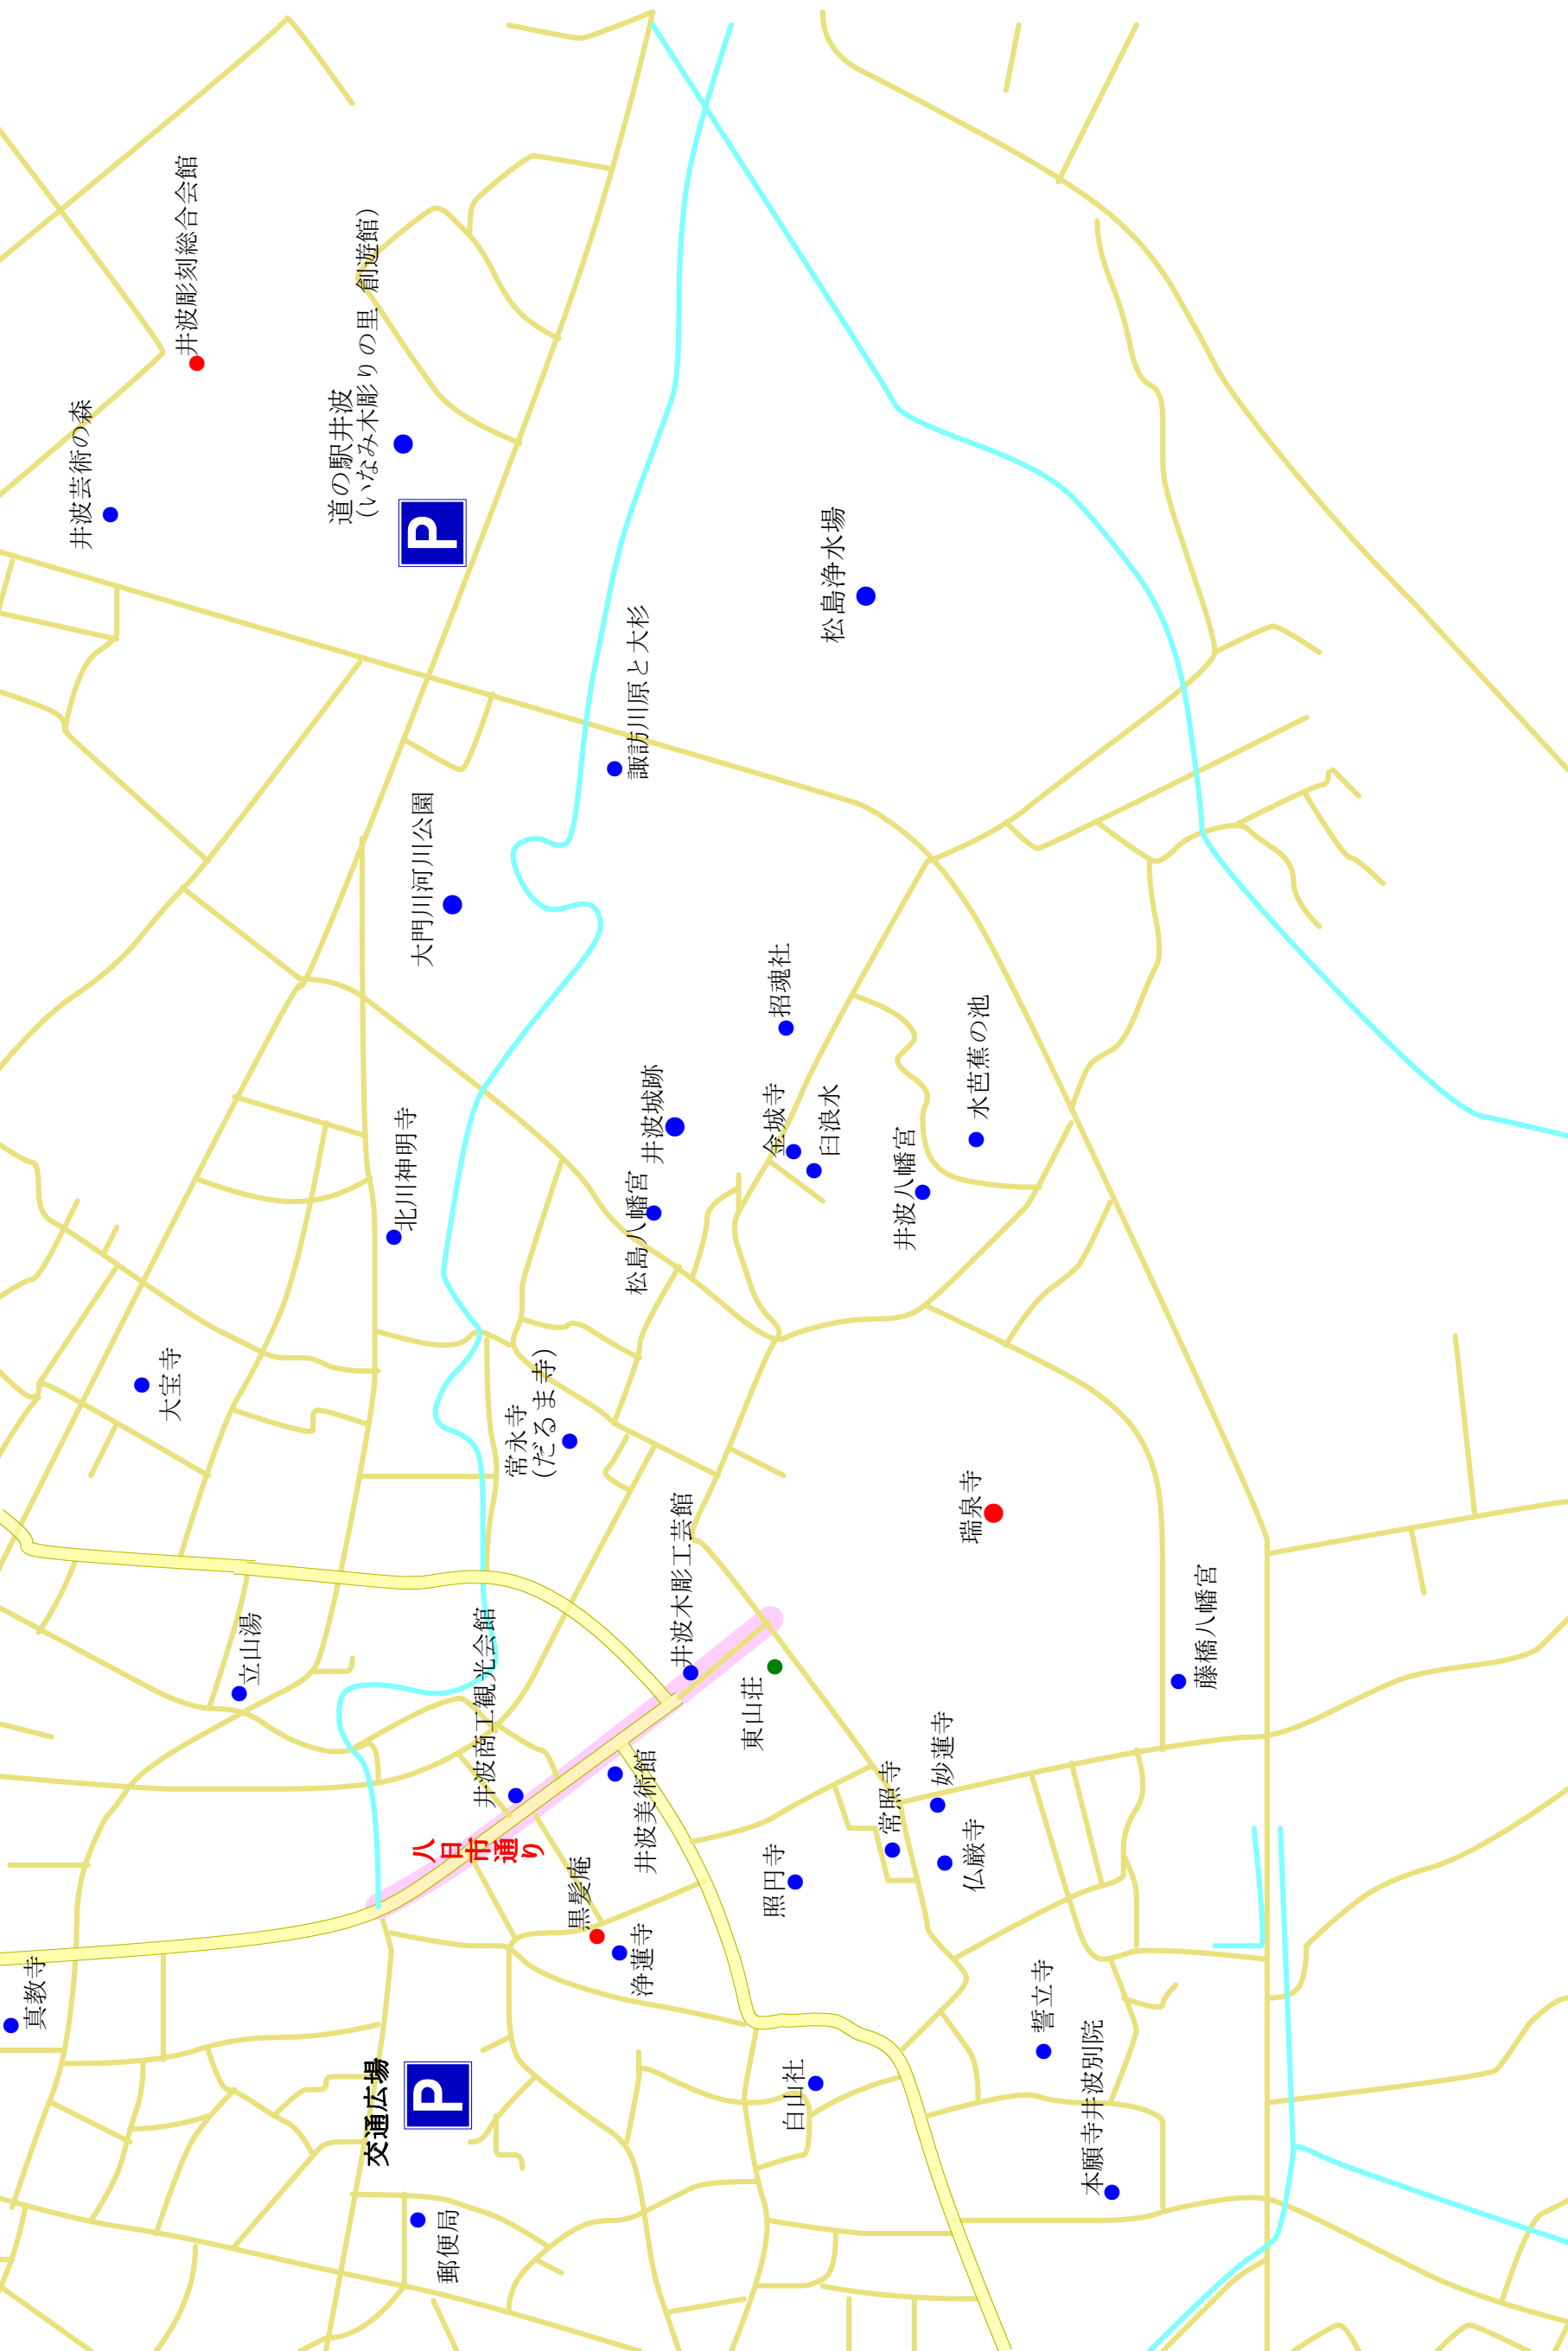 井波彫刻総合会館
井波芸術の森
道の駅井波
(いなみ木彫りの里 創遊館)
P
松島浄水場
諏訪川原と大杉
大門川河川公園
招魂社
水芭蕉の池
井波城跡
金城寺
臼浪水
井波八幡宮
松島八幡宮
北川神明寺
大宝寺
常永寺
(だるま寺)
瑞泉寺
井波木彫工芸館
藤橋八幡宮
立山湯
井波商工観光会館
東山荘
井波美術館
妙蓮寺
常照寺
仏厳寺
八日市通り
照円寺
黒髪庵
浄蓮寺
真教寺
誓立寺
本願寺井波別院
白山社
交通広場
P
郵便局